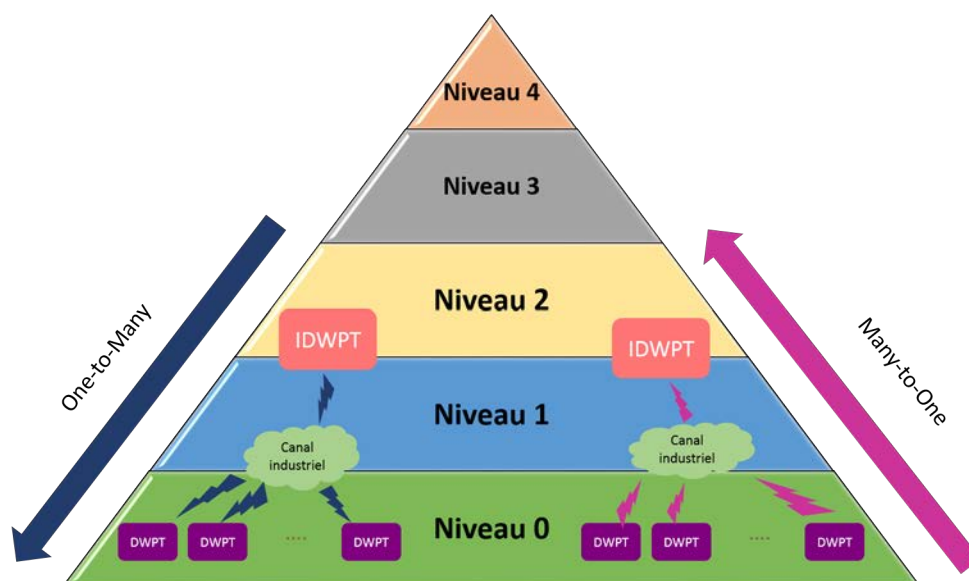 Niveau 4
Niveau 3
Niveau 2
IDWPT
IDWPT
One-to-Many
Many-to-One
Niveau 1
Canal
industriel
Canal
industriel
Niveau 0
DWPT
DWPT
....
DWPT
DWPT
DWPT
....
DWPT